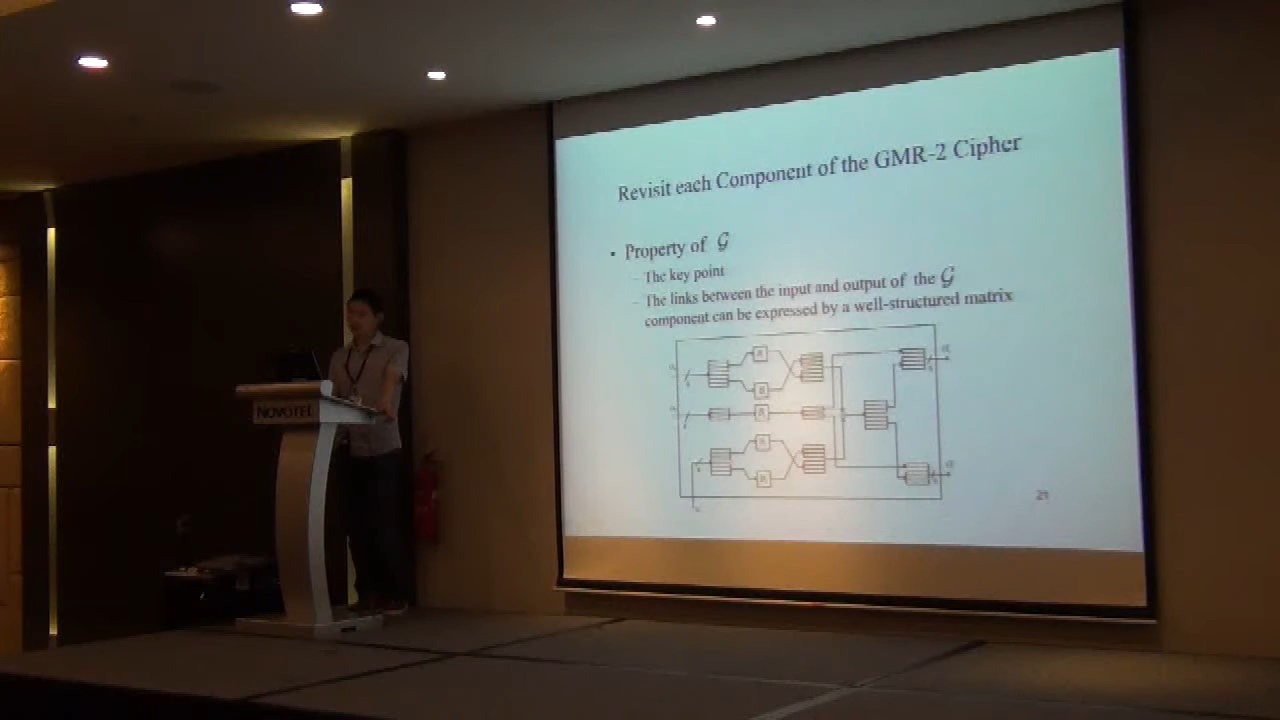 Revisit each Component of the GMR-2 Cipher
• Property of 𝒢
– The key point
– The links between the input and output of the 𝒢
component can be expressed by a well-structured matrix
NOVOTEL